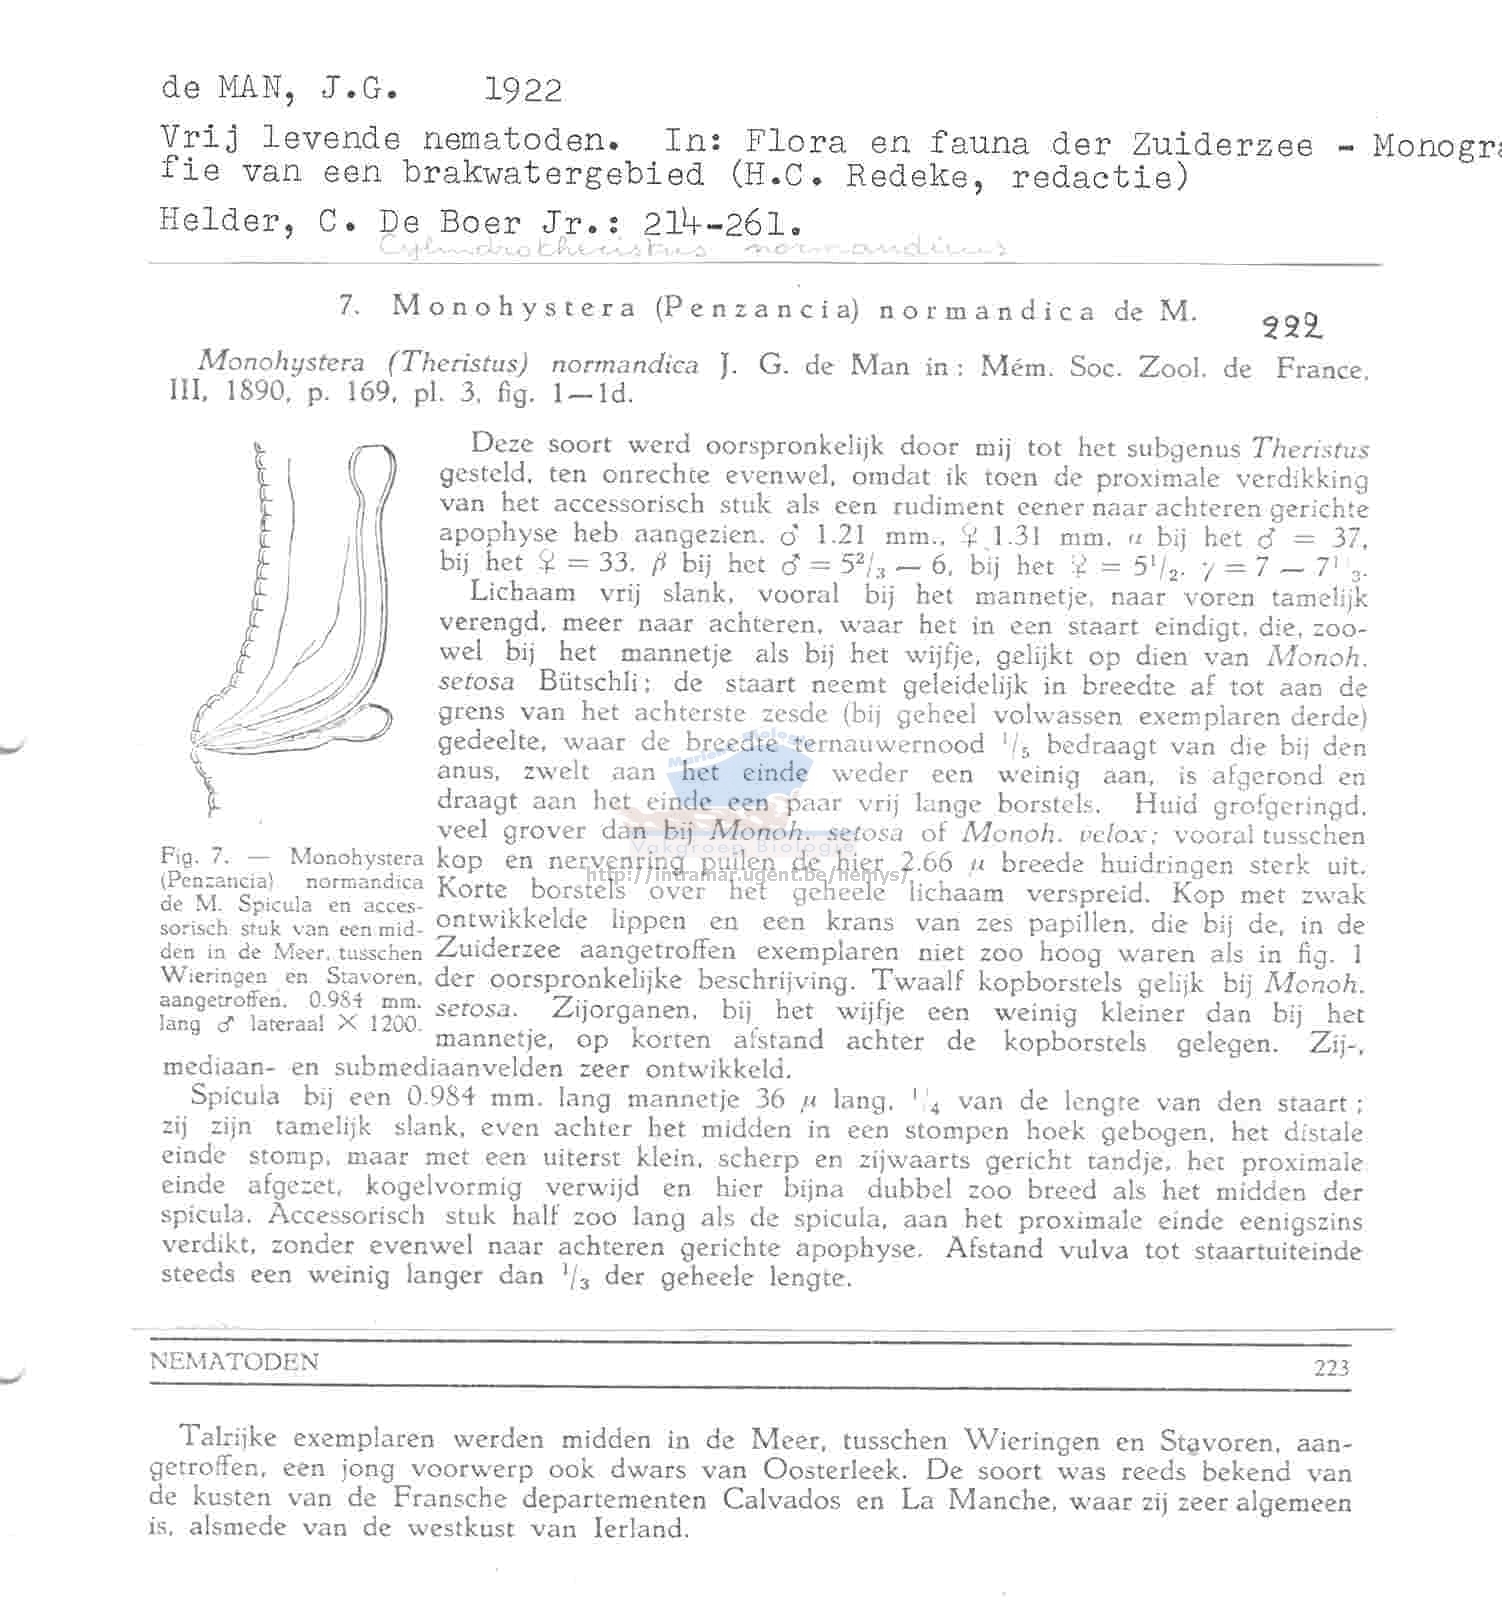 de MAN, J.G. 1922
Vrij levende nematoden. In: Flora en fauna der Zuiderzee - Monogra
fie van een brakwatergebied (H.C. Redeke, redactie)
Helder, C. De Boer Jr.: 214-261.
Cylindrotheristus normandicus
7. Monohystera (Penzancia) normandica de M.
222
Monohystera (Theristus) normandica J. G. de Man in: Mém. Soc. Zool. de France,
III, 1890, p. 169, pl. 3, fig. 1—1d.
Deze soort werd oorspronkelijk door mij tot het subgenus Theristus
gesteld, ten onrechte evenwel, omdat ik toen de proximale verdikking
van het accessorisch stuk als een rudiment eener naar achteren gerichte
apophyse heb aangezien. ♂ 1.21 mm., ♀ 1.31 mm. α bij het ♂ = 37,
bij het ♀ = 33. β bij het ♂ = 5²/₃ — 6, bij het ♀ = 5¹/₂. γ = 7 — 7¹/₃.
Lichaam vrij slank, vooral bij het mannetje, naar voren tamelijk
verengd, meer naar achteren, waar het in een staart eindigt, die, zoo-
wel bij het mannetje als bij het wijfje, gelijkt op dien van Monoh.
setosa Bütschli; de staart neemt geleidelijk in breedte af tot aan de
grens van het achterste zesde (bij geheel volwassen exemplaren derde)
gedeelte, waar de breedte ternauwernood ¹/₅ bedraagt van die bij den
anus, zwelt aan het einde weder een weinig aan, is afgerond en
draagt aan het einde een paar vrij lange borstels. Huid grofgeringd,
veel grover dan bij Monoh. setosa of Monoh. velox; vooral tusschen
kop en nervenring puilen de hier 2.66 μ breede huidringen sterk uit.
Korte borstels over het geheele lichaam verspreid. Kop met zwak
ontwikkelde lippen en een krans van zes papillen, die bij de, in de
Zuiderzee aangetroffen exemplaren niet zoo hoog waren als in fig. 1
der oorspronkelijke beschrijving. Twaalf kopborstels gelijk bij Monoh.
setosa. Zijorganen, bij het wijfje een weinig kleiner dan bij het
mannetje, op korten afstand achter de kopborstels gelegen. Zij-,
mediaan- en submediaanvelden zeer ontwikkeld.
Fig. 7. — Monohystera
(Penzancia) normandica
de M. Spicula en acces-
sorisch stuk van een mid-
den in de Meer, tusschen
Wieringen en Stavoren,
aangetroffen, 0.984 mm.
lang ♂ lateraal × 1200.
Marine Biology
Vakgroep Biologie
http://intramar.ugent.be/nemys/
Spicula bij een 0.984 mm. lang mannetje 36 μ lang, ¹/₄ van de lengte van den staart;
zij zijn tamelijk slank, even achter het midden in een stompen hoek gebogen, het distale
einde stomp, maar met een uiterst klein, scherp en zijwaarts gericht tandje, het proximale
einde afgezet, kogelvormig verwijd en hier bijna dubbel zoo breed als het midden der
spicula. Accessorisch stuk half zoo lang als de spicula, aan het proximale einde eenigszins
verdikt, zonder evenwel naar achteren gerichte apophyse. Afstand vulva tot staartuiteinde
steeds een weinig langer dan ¹/₃ der geheele lengte.
NEMATODEN 223
Talrijke exemplaren werden midden in de Meer, tusschen Wieringen en Stavoren, aan-
getroffen, een jong voorwerp ook dwars van Oosterleek. De soort was reeds bekend van
de kusten van de Fransche departementen Calvados en La Manche, waar zij zeer algemeen
is, alsmede van de westkust van Ierland.